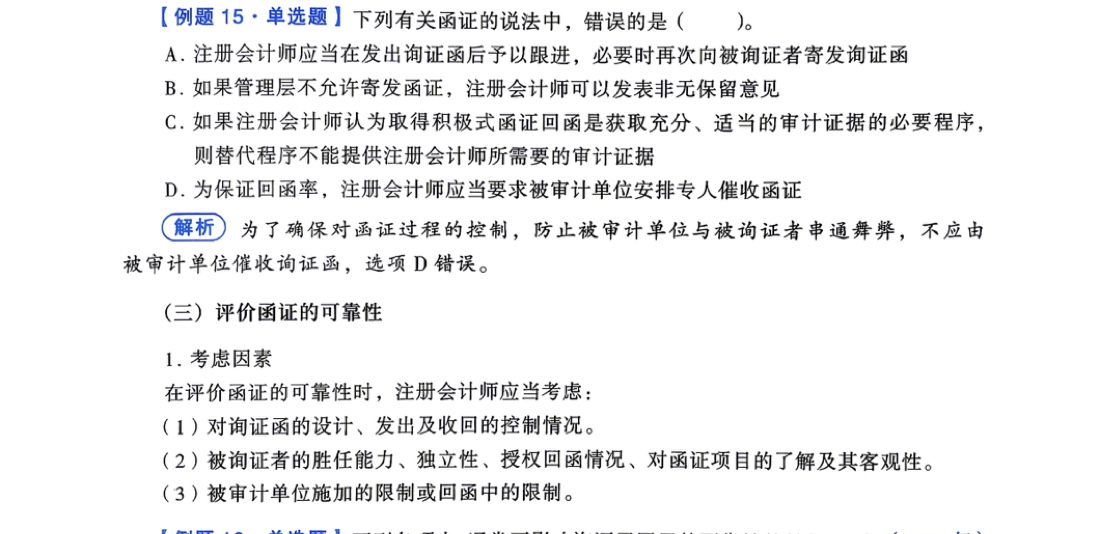 【例题 15·单选题】下列有关函证的说法中，错误的是（　　）。
A. 注册会计师应当在发出询证函后予以跟进，必要时再次向被询证者寄发询证函
B. 如果管理层不允许寄发函证，注册会计师可以发表非无保留意见
C. 如果注册会计师认为取得积极式函证回函是获取充分、适当的审计证据的必要程序，
则替代程序不能提供注册会计师所需要的审计证据
D. 为保证回函率，注册会计师应当要求被审计单位安排专人催收函证
解析 为了确保对函证过程的控制，防止被审计单位与被询证者串通舞弊，不应由
被审计单位催收询证函，选项 D 错误。
（三）评价函证的可靠性
1. 考虑因素
在评价函证的可靠性时，注册会计师应当考虑：
（1）对询证函的设计、发出及收回的控制情况。
（2）被询证者的胜任能力、独立性、授权回函情况、对函证项目的了解及其客观性。
（3）被审计单位施加的限制或回函中的限制。